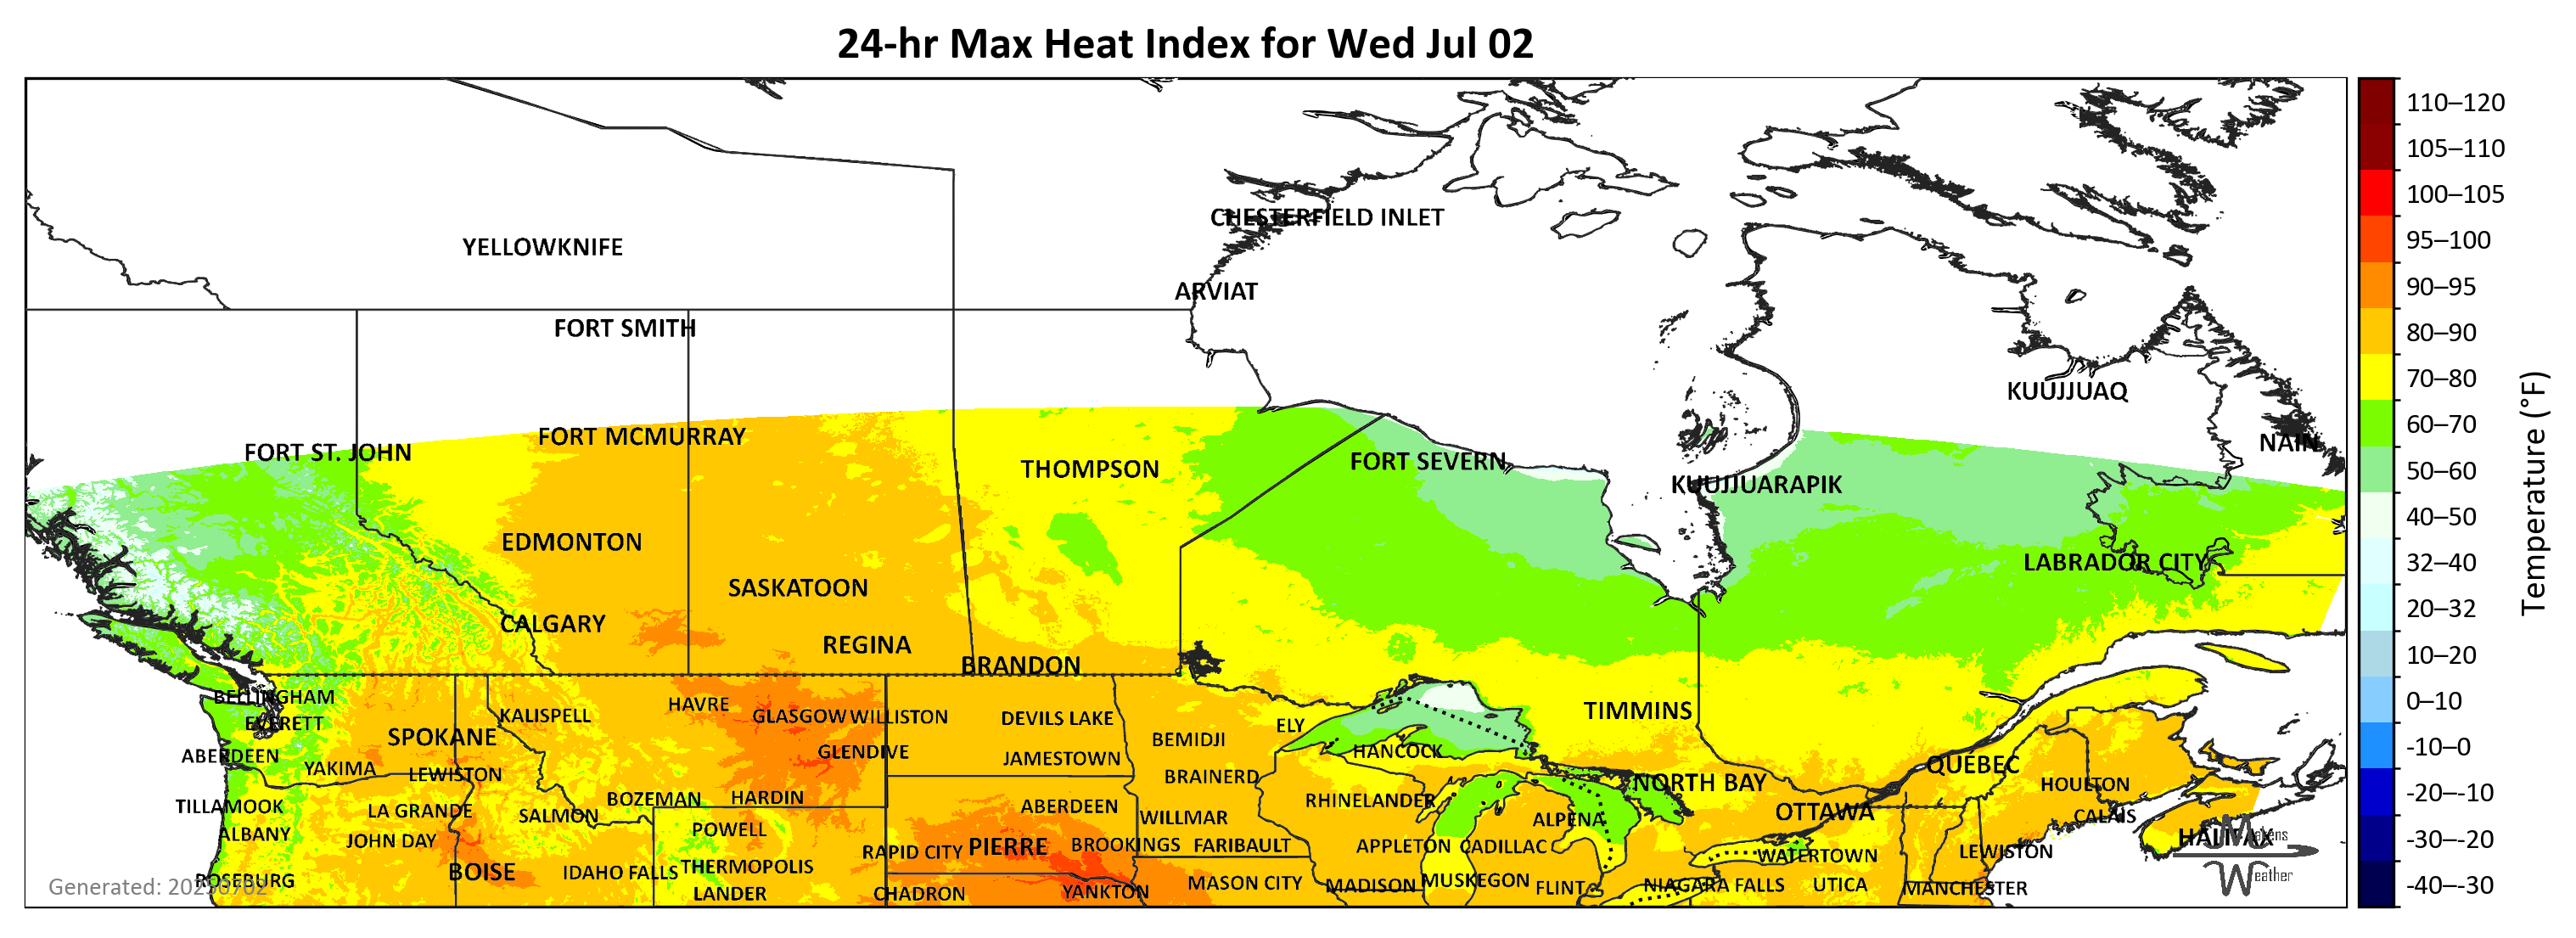 24-hr Max Heat Index for Wed Jul 02
110–120
105–110
100–105
95–100
90–95
80–90
70–80
60–70
50–60
40–50
32–40
20–32
10–20
0–10
-10–0
-20–-10
-30–-20
-40–-30
Temperature (°F)
CHESTERFIELD INLET
YELLOWKNIFE
ARVIAT
FORT SMITH
KUUJJUAQ
FORT MCMURRAY
NAIN
FORT ST. JOHN
FORT SEVERN
THOMPSON
KUUJJUARAPIK
EDMONTON
LABRADOR CITY
SASKATOON
CALGARY
REGINA
BRANDON
BELLINGHAM
HAVRE
TIMMINS
KALISPELL
GLASGOW
WILLISTON
DEVILS LAKE
EVERETT
ELY
SPOKANE
BEMIDJI
HANCOCK
GLENDIVE
ABERDEEN
JAMESTOWN
QUÉBEC
YAKIMA
LEWISTON
BRAINERD
NORTH BAY
HOULTON
BOZEMAN
HARDIN
RHINELANDER
TILLAMOOK
ABERDEEN
LA GRANDE
SALMON
WILLMAR
ALPENA
OTTAWA
CALAIS
ALBANY
POWELL
JOHN DAY
HALIFAX
Makens
Weather
RAPID CITY
PIERRE
BROOKINGS
FARIBAULT
APPLETON
CADILLAC
WATERTOWN
LEWISTON
BOISE
IDAHO FALLS
THERMOPOLIS
ROSEBURG
MASON CITY
MADISON
MUSKEGON
FLINT
NIAGARA FALLS
UTICA
MANCHESTER
LANDER
CHADRON
YANKTON
Generated: 20250702